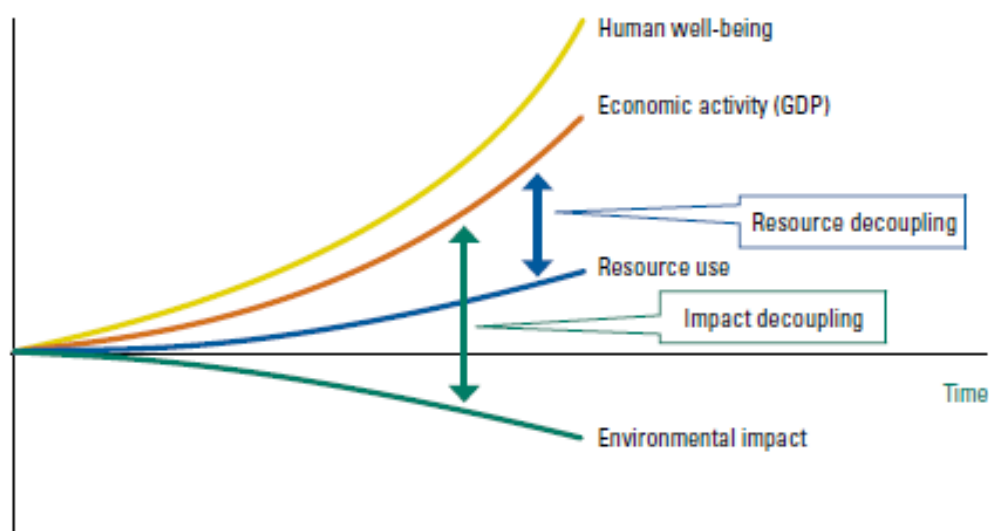 Human well-being
Economic activity (GDP)
Resource decoupling
Resource use
Impact decoupling
Time
Environmental impact